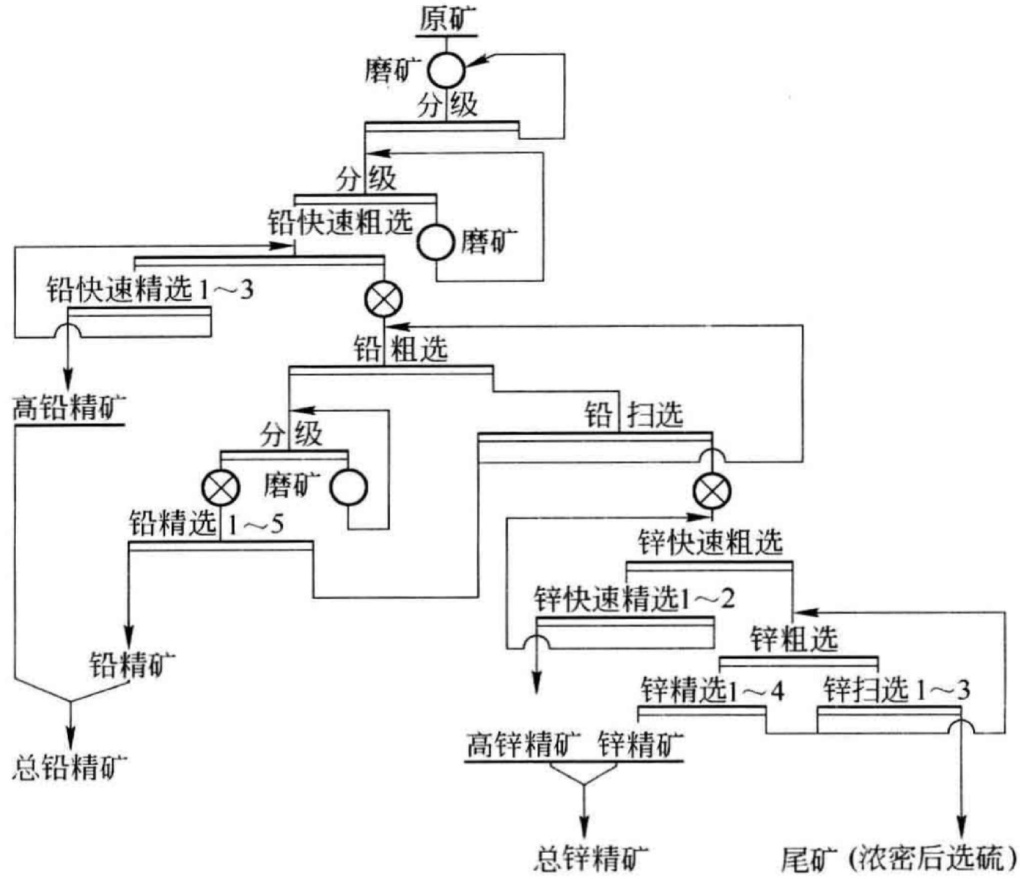 原矿
磨矿
分级
分级
铅快速粗选
磨矿
铅快速精选1～3
铅粗选
高铅精矿
铅 扫选
分级
磨矿
铅精选1～5
锌快速粗选
锌快速精选1～2
锌粗选
铅精矿
锌精选1～4
锌扫选1～3
高锌精矿
锌精矿
总铅精矿
总锌精矿
尾矿(浓密后选硫)